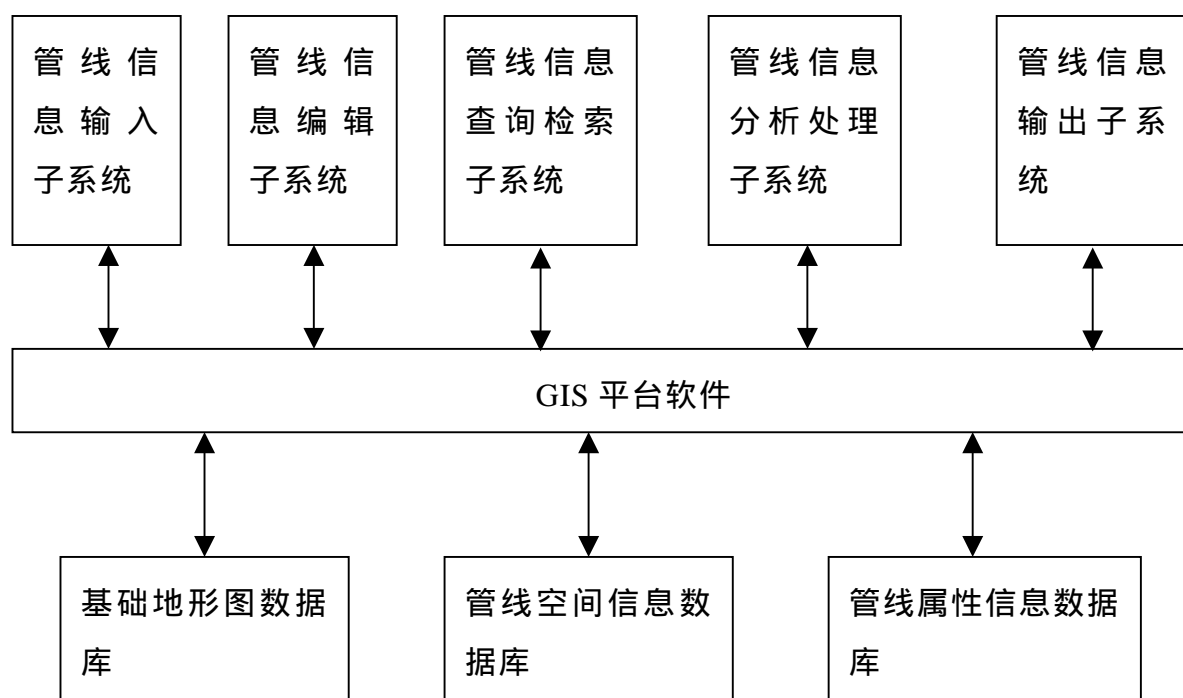 管线信
息输入
子系统
管线信
息编辑
子系统
管线信息
查询检索
子系统
管线信息
分析处理
子系统
管线信息
输出子系
统
GIS 平台软件
基础地形图数据
库
管线空间信息数
据库
管线属性信息数据
库